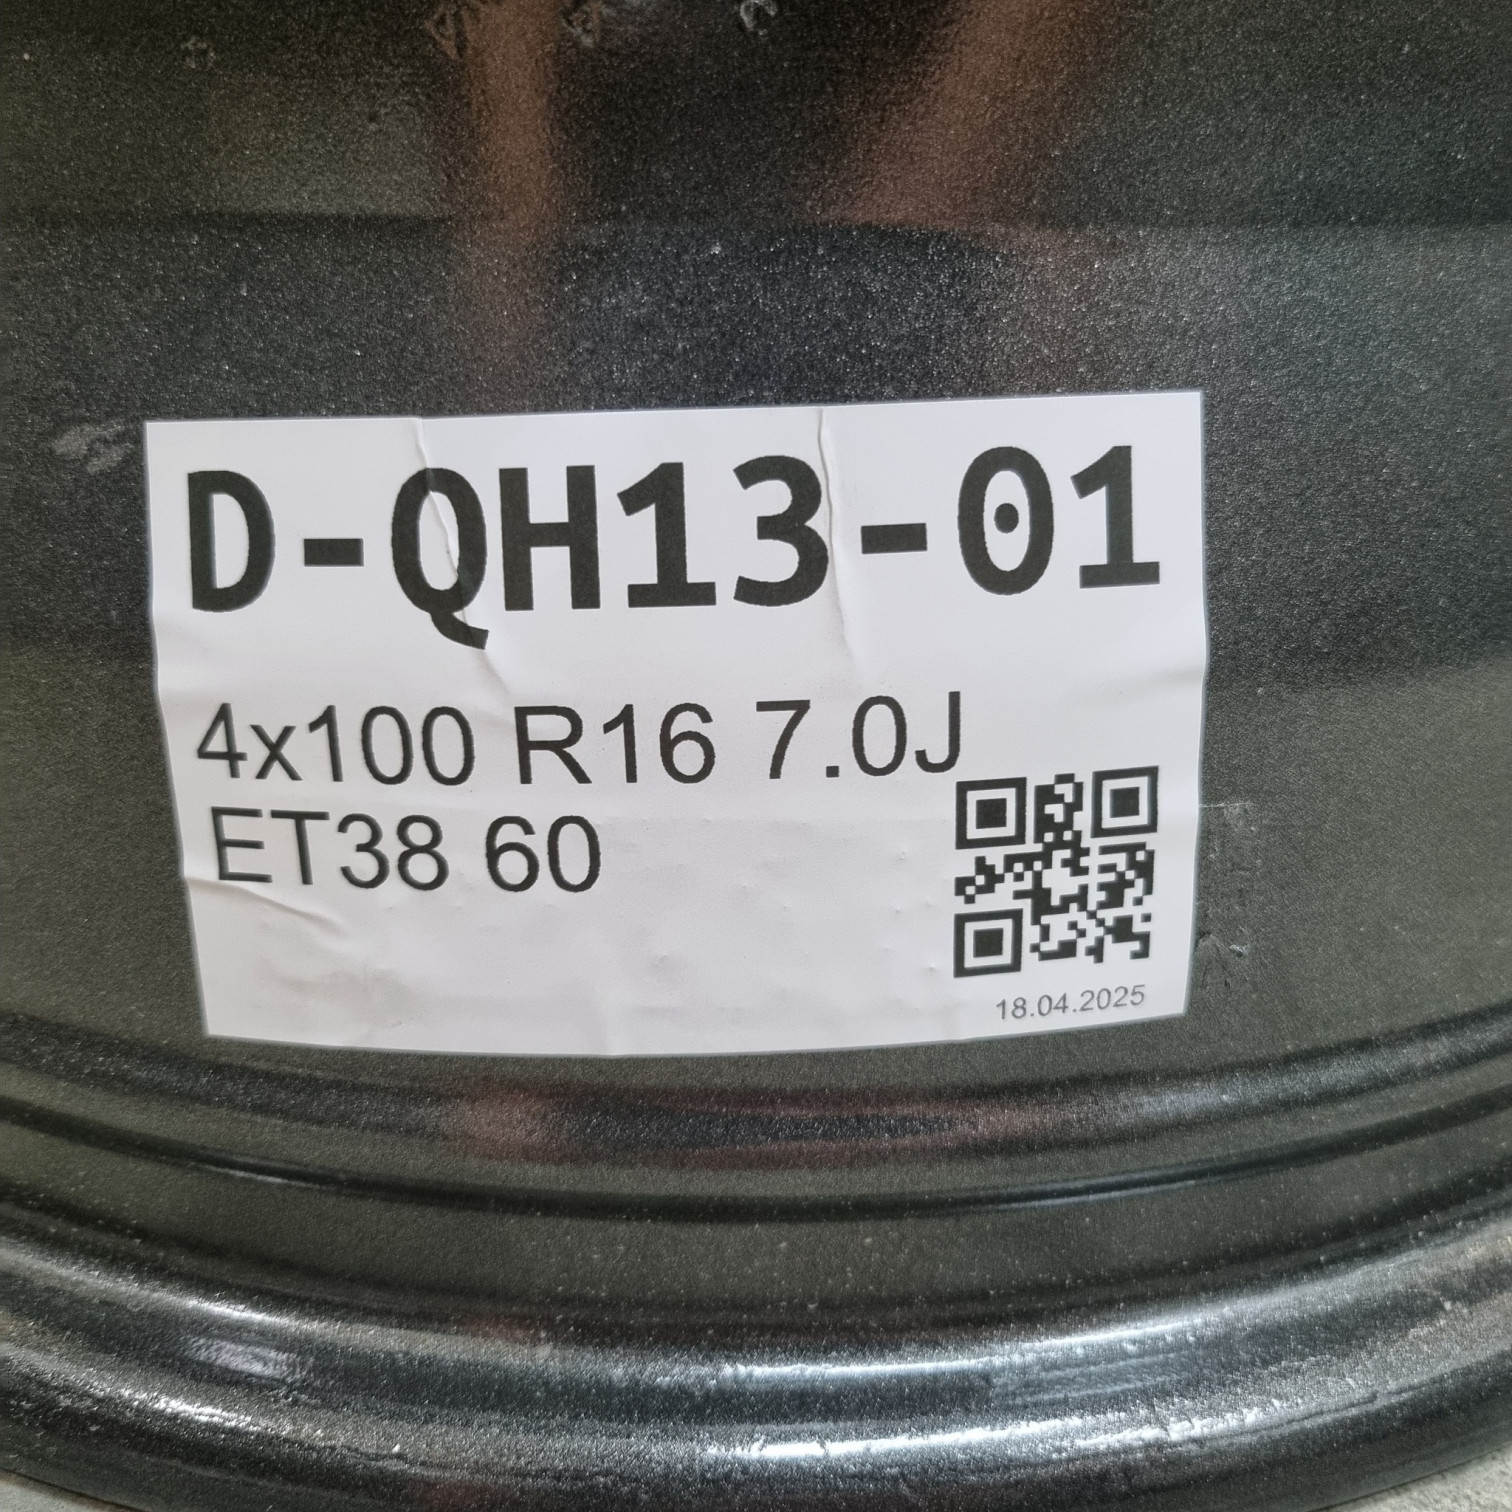 D-QH13-01
4x100 R16 7.0J
ET38 60
18.04.2025